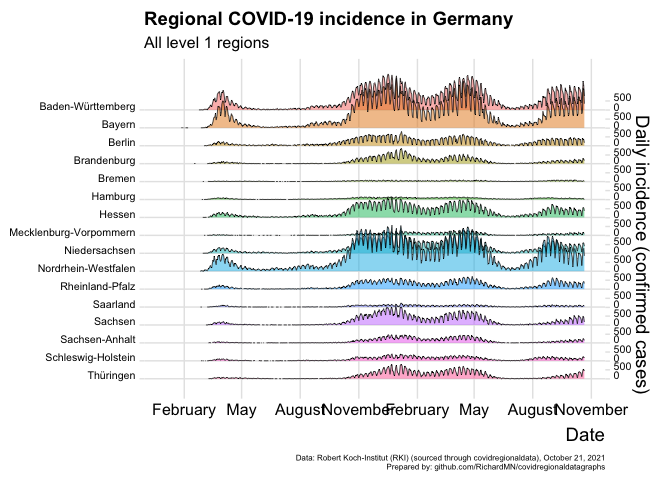 Regional COVID-19 incidence in Germany
All level 1 regions
Baden-Württemberg
Bayern
Berlin
Brandenburg
Bremen
Hamburg
Hessen
Mecklenburg-Vorpommern
Niedersachsen
Nordrhein-Westfalen
Rheinland-Pfalz
Saarland
Sachsen
Sachsen-Anhalt
Schleswig-Holstein
Thüringen
500
0
500
0
500
0
500
0
500
0
500
0
500
0
500
0
500
0
500
0
500
0
500
0
500
0
500
0
500
0
500
0
Daily incidence (confirmed cases)
February May August November February May August November
Date
Data: Robert Koch-Institut (RKI) (sourced through covidregionaldata), October 21, 2021
Prepared by: github.com/RichardMN/covidregionaldatagraphs